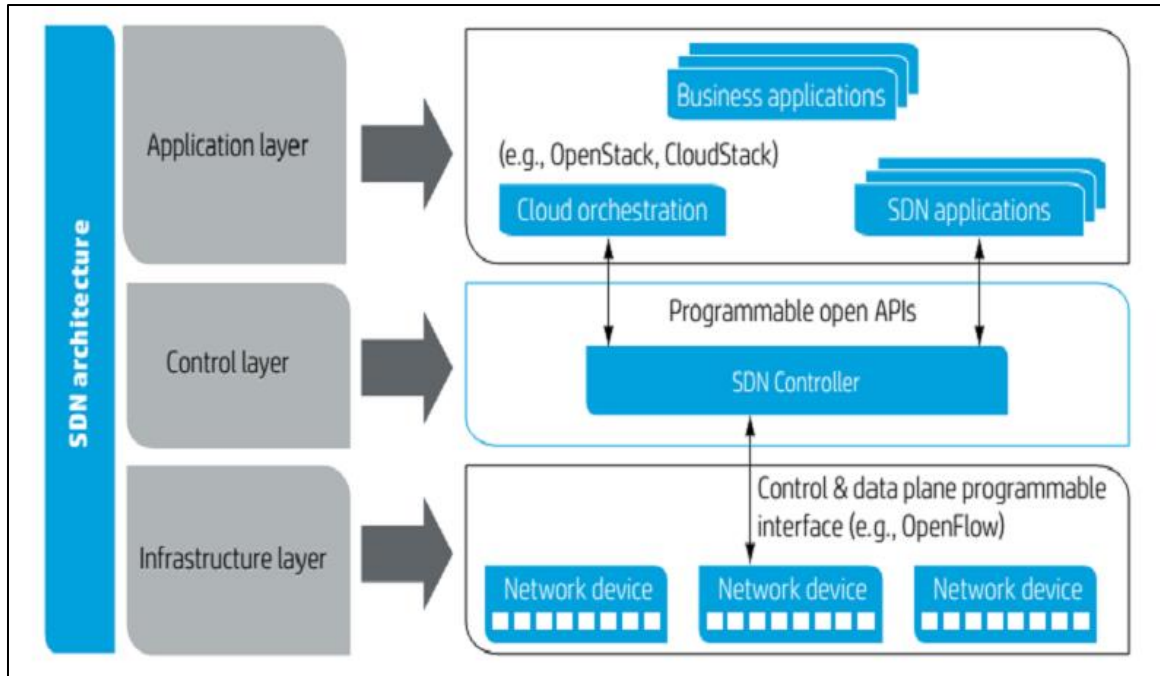 SDN architecture
Application layer
Business applications
(e.g., OpenStack, CloudStack)
Cloud orchestration
SDN applications
Control layer
Programmable open APIs
SDN Controller
Infrastructure layer
Control & data plane programmable
interface (e.g., OpenFlow)
Network device
Network device
Network device